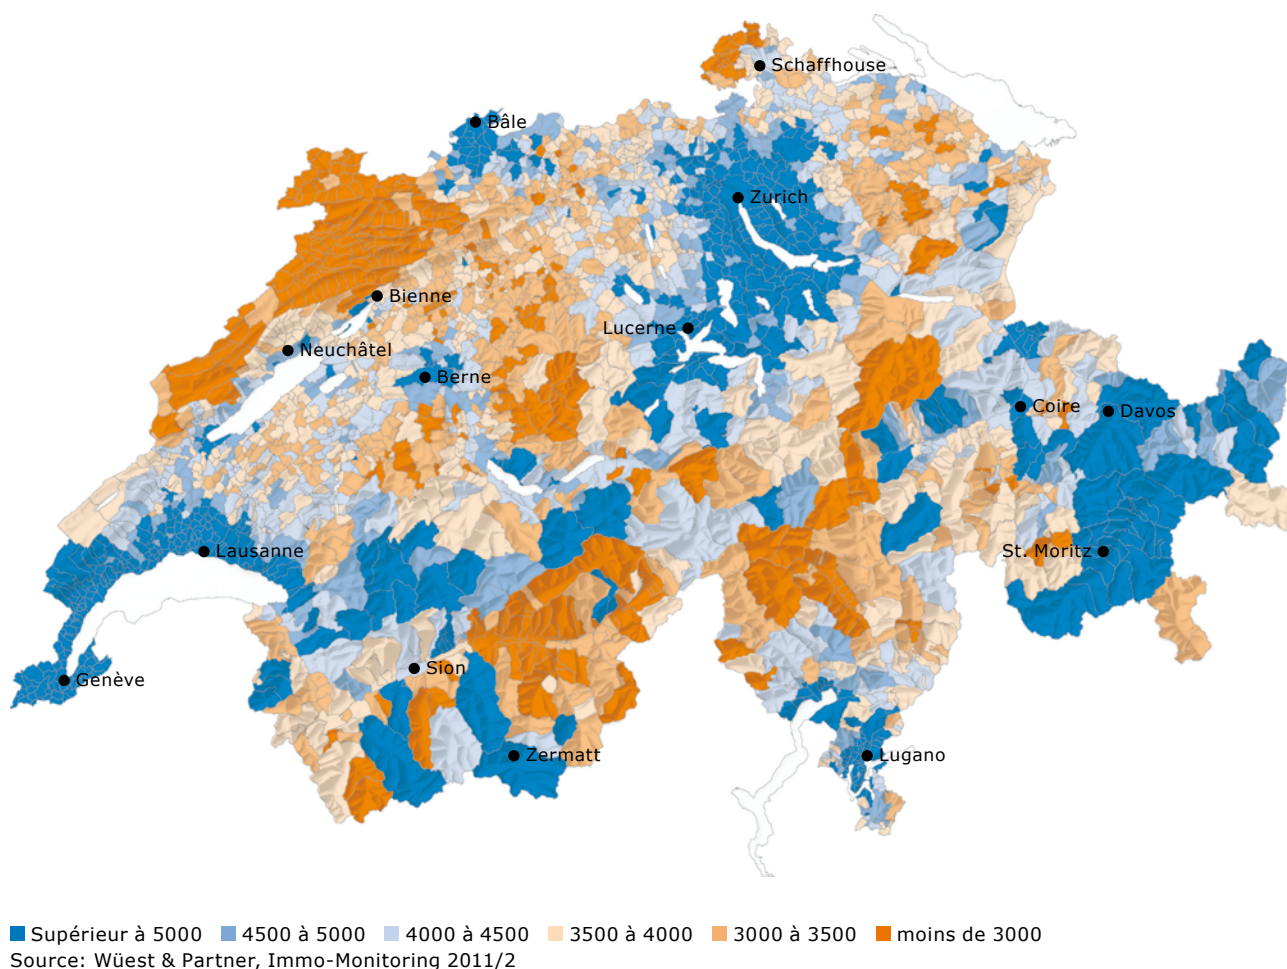 Schaffhouse
Bâle
Zurich
Bienne
Lucerne
Neuchâtel
Berne
Coire
Davos
Lausanne
St. Moritz
Sion
Genève
Zermatt
Lugano
Supérieur à 5000 4500 à 5000 4000 à 4500 3500 à 4000 3000 à 3500 moins de 3000
Source: Wüest & Partner, Immo-Monitoring 2011/2